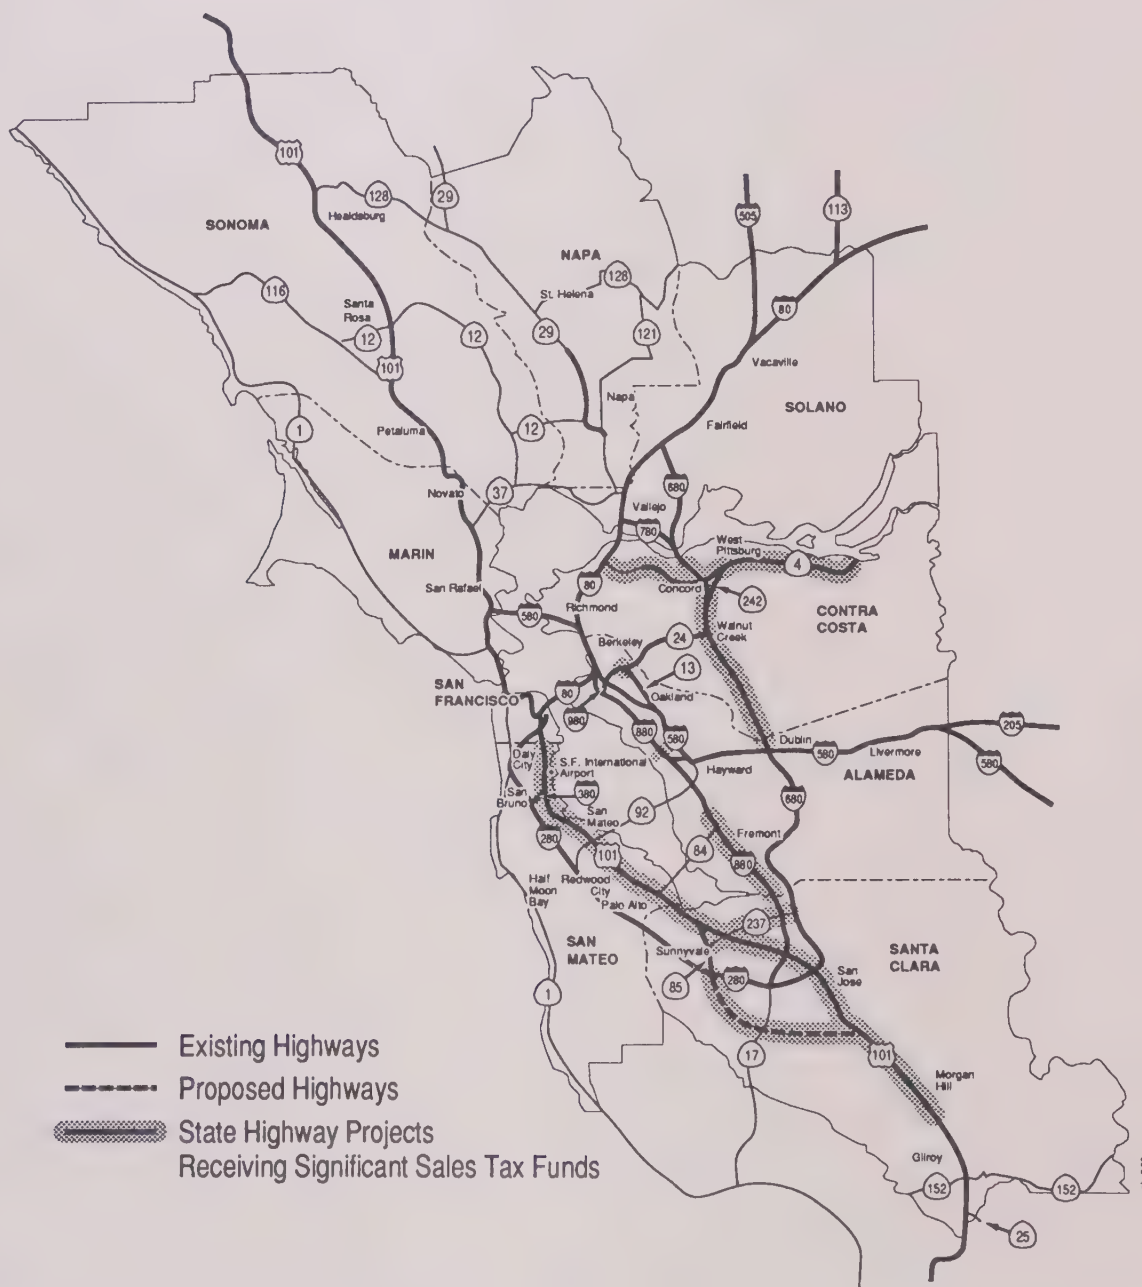 101
128
29
SONOMA
Healdsburg
505
113
NAPA
128
116
St. Helena
Santa
Rosa
12
12
29
121
80
101
Vacaville
Napa
SOLANO
1
Petaluma
12
Fairfield
37
Novato
680
Vallejo
780
West
Pittsburg
MARIN
4
San Rafael
80
Concord
242
CONTRA
COSTA
580
Richmond
Walnut
Creek
24
Berkeley
13
SAN
FRANCISCO
80
Oakland
980
880
580
Dublin
205
Daly
City
S.F. International
Airport
Hayward
580
Livermore
580
ALAMEDA
San
Bruno
380
680
San
Mateo
92
280
Fremont
101
84
880
Half
Moon
Bay
Redwood
City
Palo Alto
237
SAN
MATEO
Sunnyvale
SANTA
CLARA
85
280
San
Jose
1
Existing Highways
17
101
Proposed Highways
Morgan
Hill
State Highway Projects
Receiving Significant Sales Tax Funds
Gilroy
152
152
25